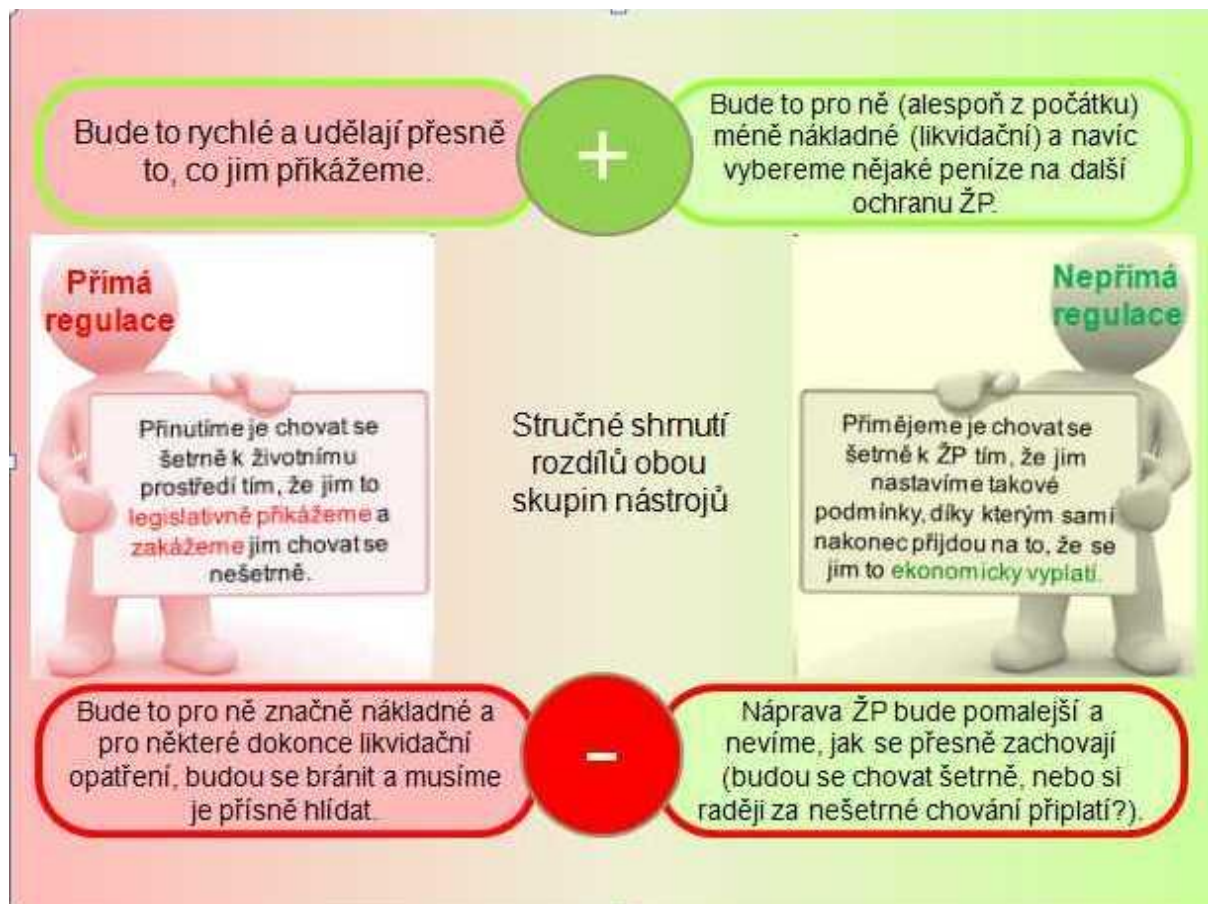 Bude to rychlé a udělají přesně
to, co jim přikážeme.
+
Bude to pro ně (alespoň z počátku)
méně nákladné (likvidační) a navíc
vybereme nějaké peníze na další
ochranu ŽP.
Přímá
regulace
Přinutíme je chovat se
šetrně k životnímu
prostředí tím, že jim to
legislativně přikážeme a
zakážeme jim chovat se
nešetrně.
Stručné shrnutí
rozdílů obou
skupin nástrojů
Nepřímá
regulace
Přimějeme je chovat se
šetrně k ŽP tím, že jim
nastavíme takové
podmínky, díky kterým sami
nakonec přijdou na to, že se
jim to ekonomicky vyplatí.
Bude to pro ně značně nákladné a
pro některé dokonce likvidační
opatření, budou se bránit a musíme
je přísně hlídat.
-
Náprava ŽP bude pomalejší a
nevíme, jak se přesně zachovají
(budou se chovat šetrně, nebo si
raději za nešetrné chování připlatí?).